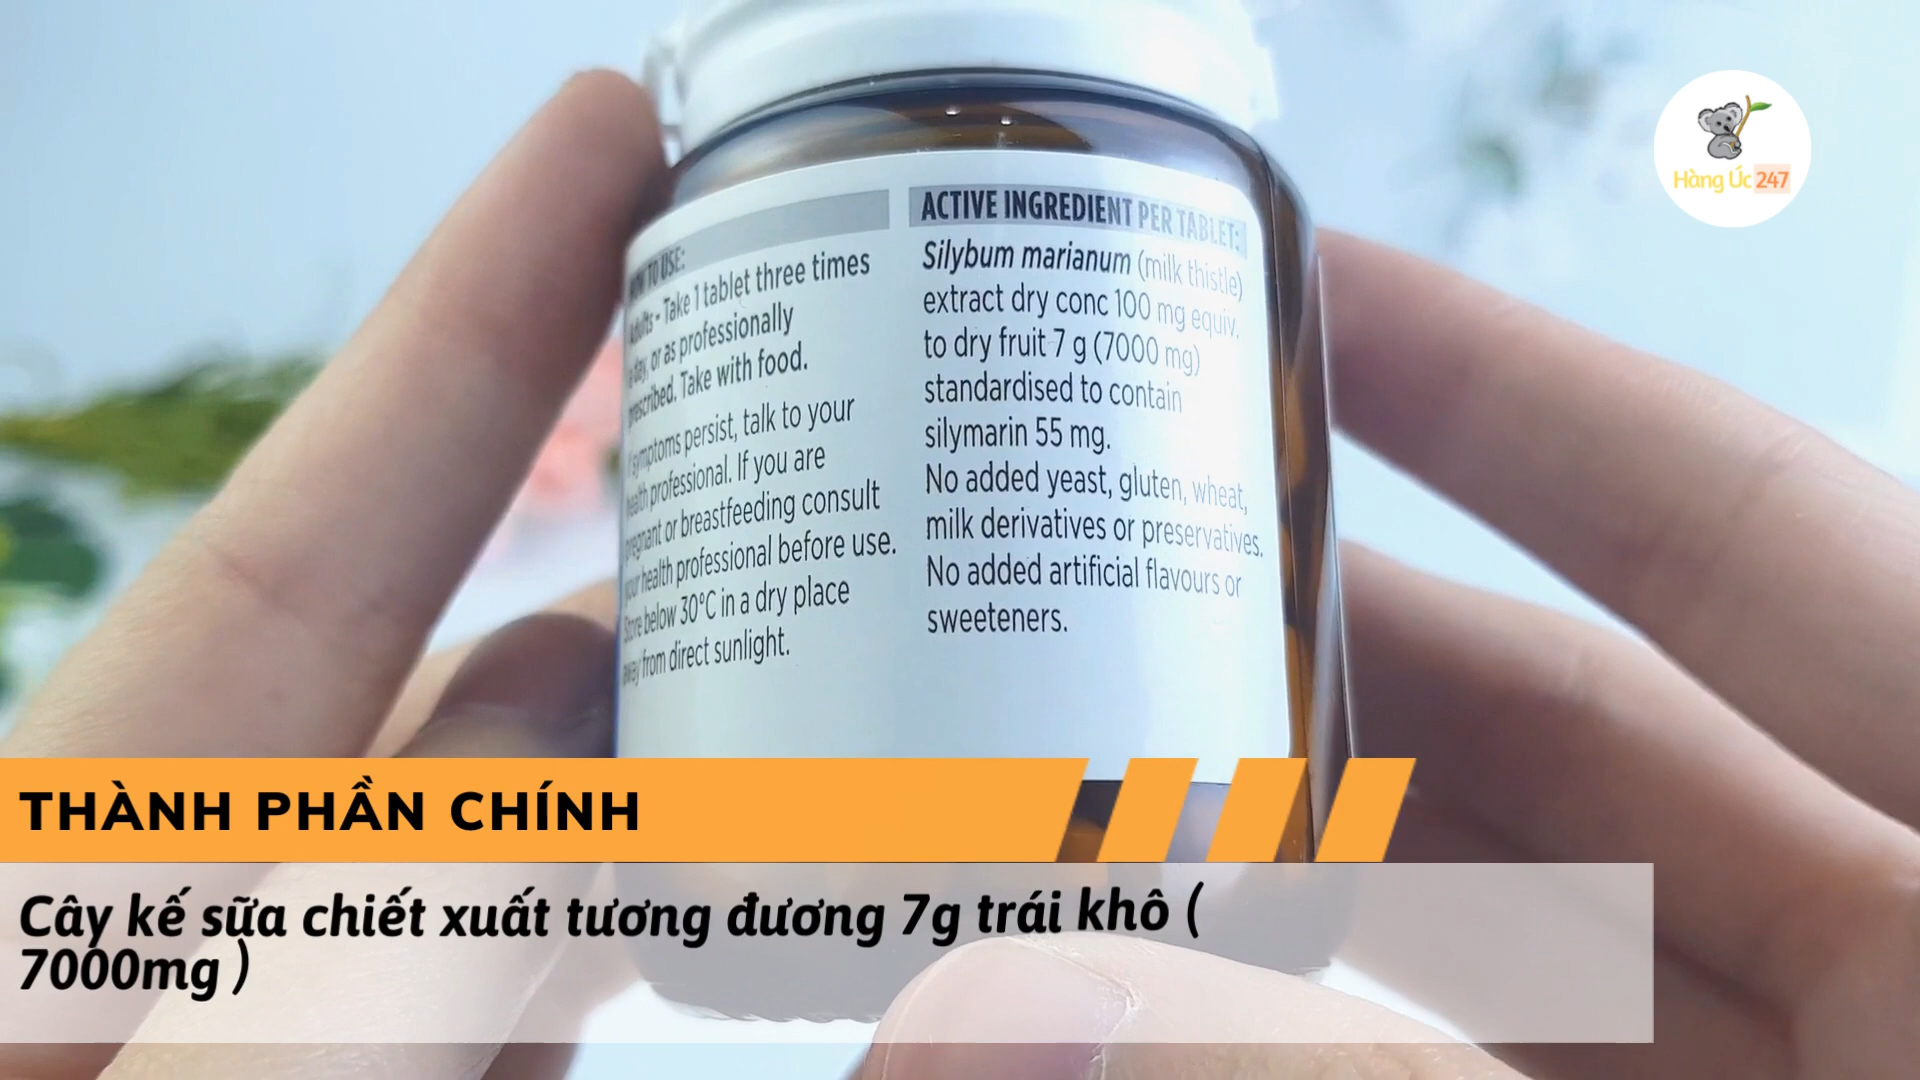 HOW TO USE:
Adults - Take 1 tablet three times
a day, or as professionally
prescribed. Take with food.
If symptoms persist, talk to your
health professional. If you are
pregnant or breastfeeding consult
your health professional before use.
Store below 30°C in a dry place
away from direct sunlight.
ACTIVE INGREDIENT PER TABLET:
Silybum marianum (milk thistle)
extract dry conc 100 mg equiv.
to dry fruit 7 g (7000 mg)
standardised to contain
silymarin 55 mg.
No added yeast, gluten, wheat,
milk derivatives or preservatives.
No added artificial flavours or
sweeteners.
Hàng Úc 247
THÀNH PHẦN CHÍNH
Cây kế sữa chiết xuất tương đương 7g trái khô (
7000mg )